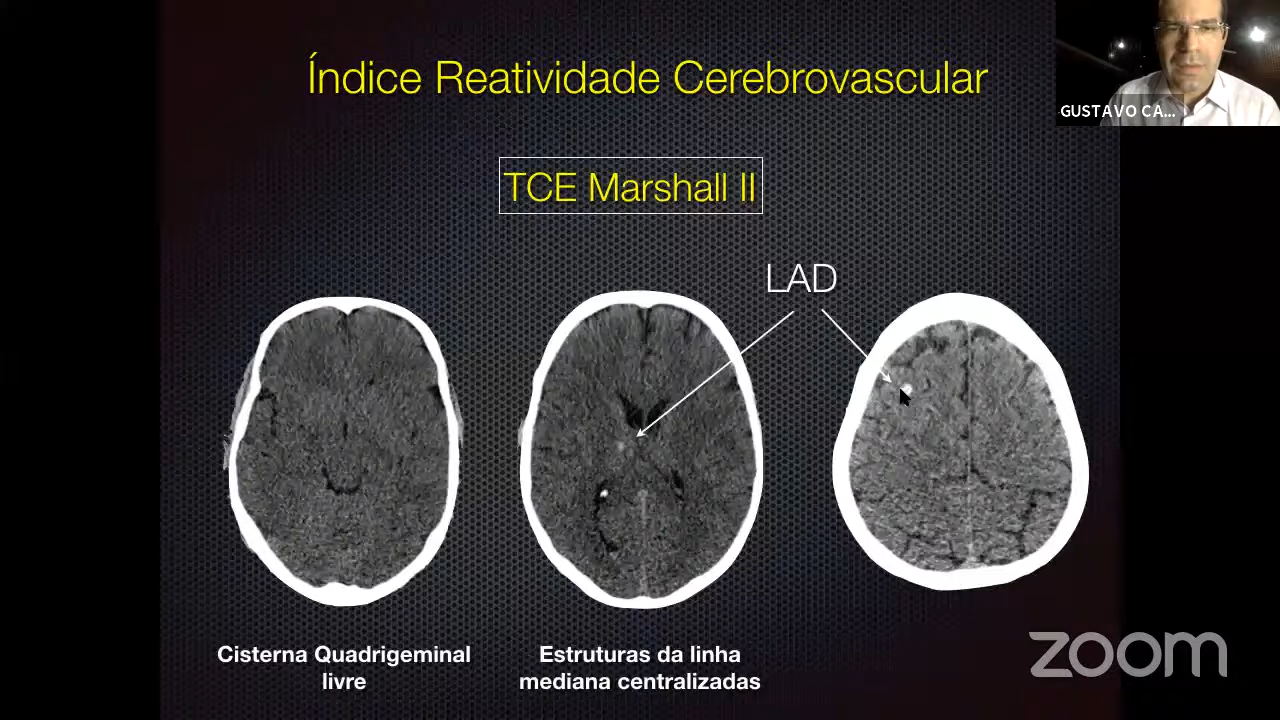 Índice Reatividade Cerebrovascular
GUSTAVO CA...
TCE Marshall II
LAD
Cisterna Quadrigeminal
livre
Estruturas da linha
mediana centralizadas
zoom